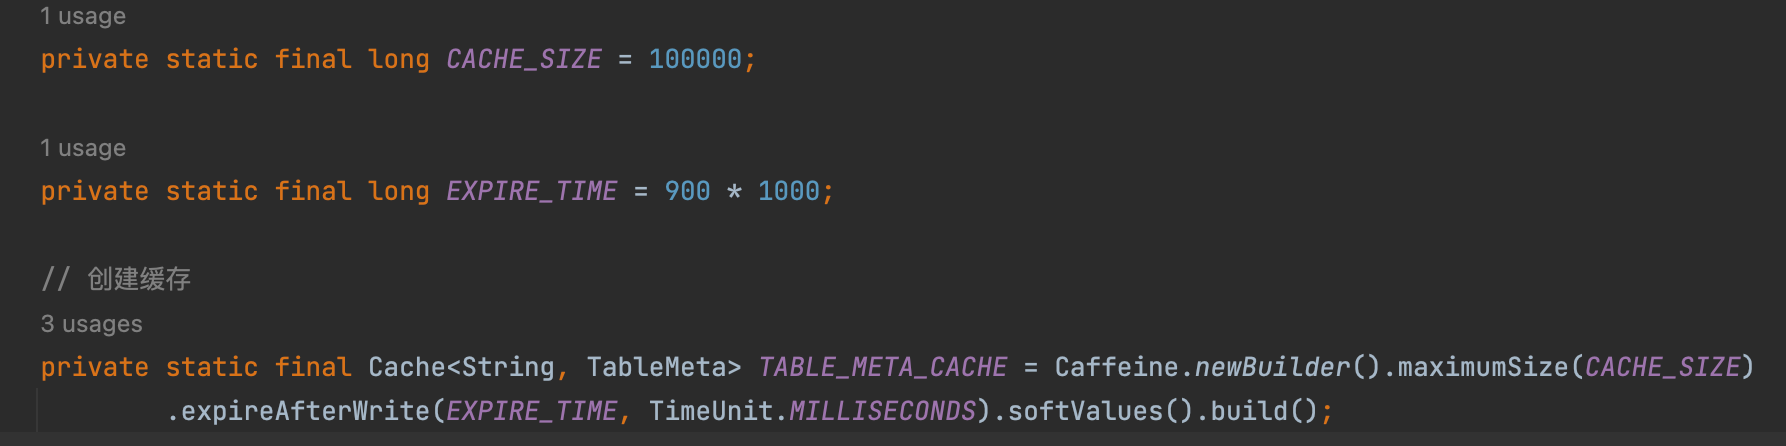 1 usage
private static final long CACHE_SIZE = 100000;
1 usage
private static final long EXPIRE_TIME = 900 * 1000;
// 创建缓存
3 usages
private static final Cache<String, TableMeta> TABLE_META_CACHE = Caffeine.newBuilder().maximumSize(CACHE_SIZE)
.expireAfterWrite(EXPIRE_TIME, TimeUnit.MILLISECONDS).softValues().build();